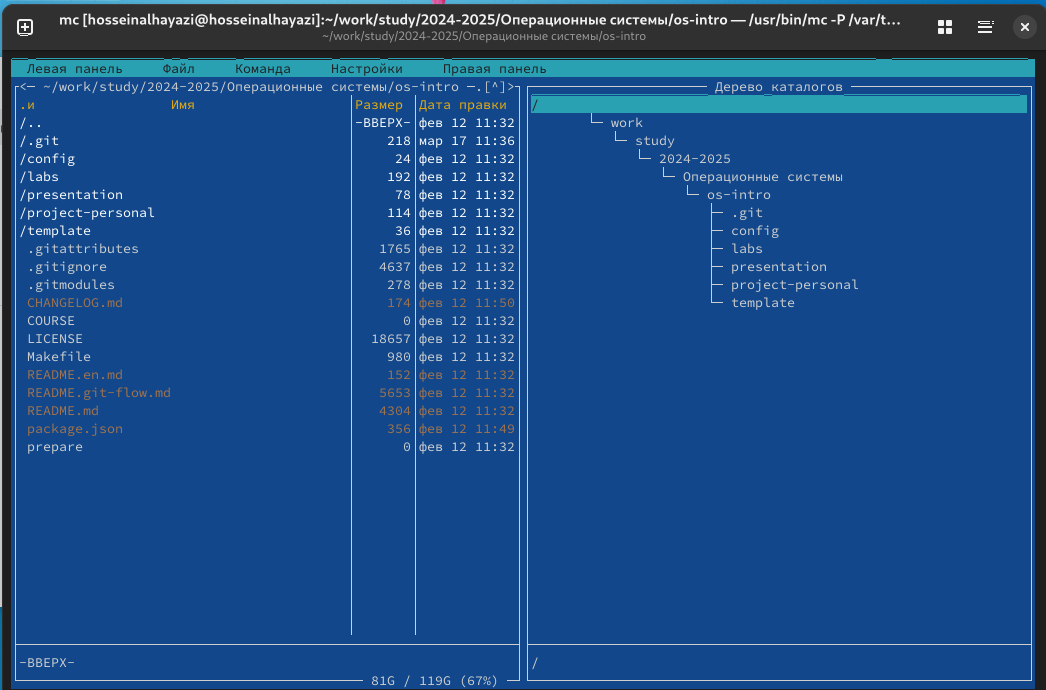 mc [hosseinalhayazi@hosseinalhayazi]:~/work/study/2024-2025/Операционные системы/os-intro — /usr/bin/mc -P /var/t…
~/work/study/2024-2025/Операционные системы/os-intro
Левая панель Файл Команда Настройки Правая панель
<— ~/work/study/2024-2025/Операционные системы/os-intro —.[^]>
.и Имя Размер Дата правки
/.. -ВВЕРХ- фев 12 11:32
/.git 218 мар 17 11:36
/config 24 фев 12 11:32
/labs 192 фев 12 11:32
/presentation 78 фев 12 11:32
/project-personal 114 фев 12 11:32
/template 36 фев 12 11:32
.gitattributes 1765 фев 12 11:32
.gitignore 4637 фев 12 11:32
.gitmodules 278 фев 12 11:32
CHANGELOG.md 174 фев 12 11:50
COURSE 0 фев 12 11:32
LICENSE 18657 фев 12 11:32
Makefile 980 фев 12 11:32
README.en.md 152 фев 12 11:32
README.git-flow.md 5653 фев 12 11:32
README.md 4304 фев 12 11:32
package.json 356 фев 12 11:49
prepare 0 фев 12 11:32
-ВВЕРХ-
81G / 119G (67%)
Дерево каталогов
/
work
study
2024-2025
Операционные системы
os-intro
.git
config
labs
presentation
project-personal
template
/